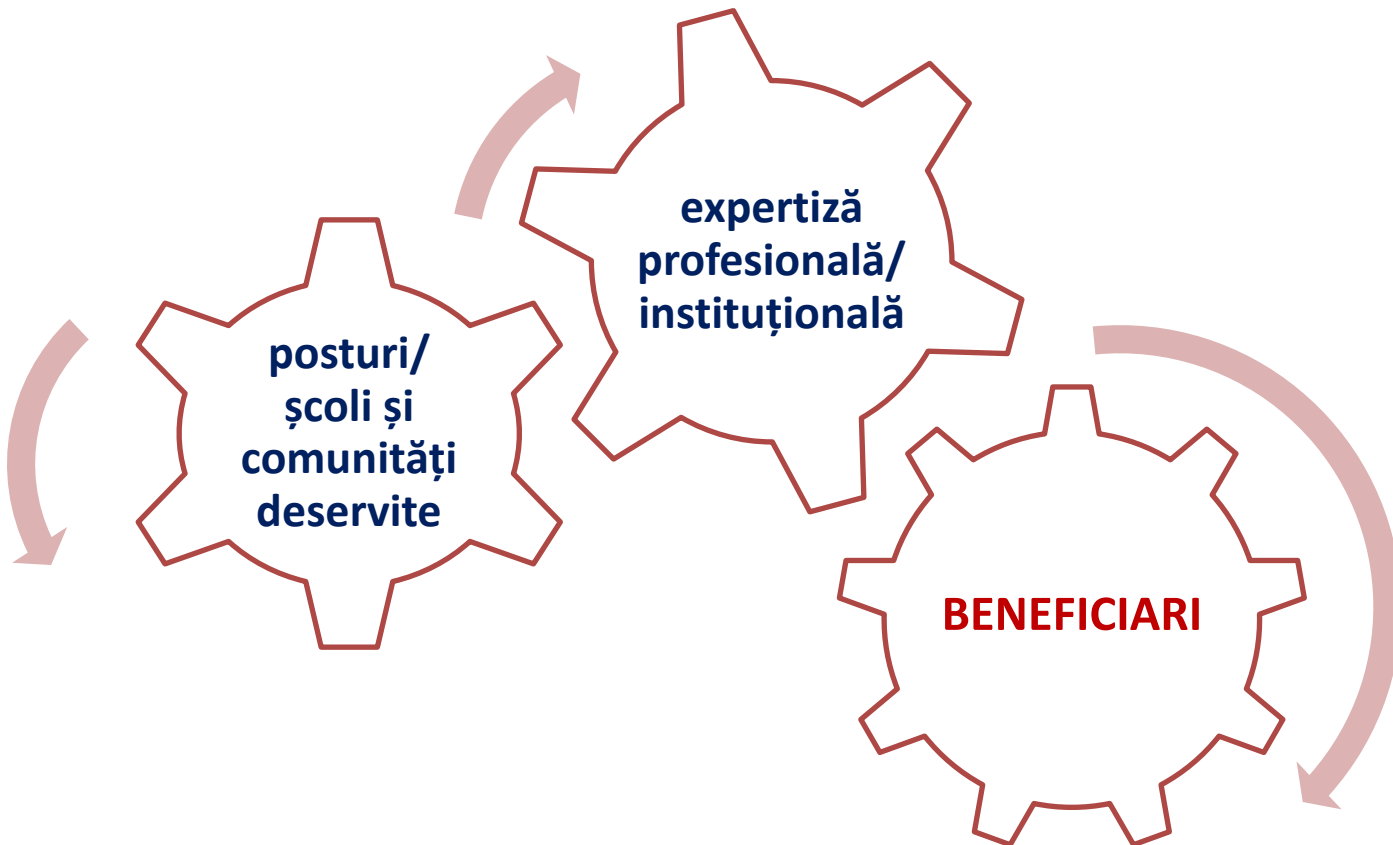 expertiză
profesională/
instituțională
posturi/
școli și
comunități
deservite
BENEFICIARI